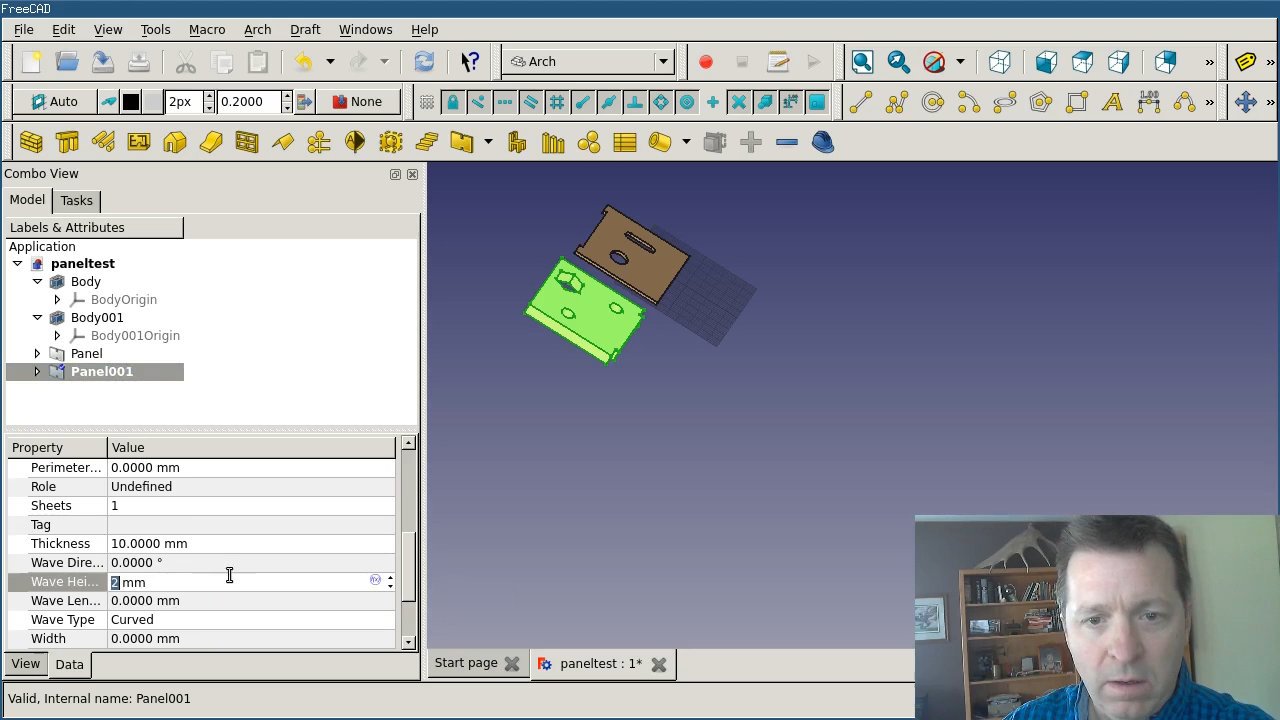 FreeCAD
File Edit View Tools Macro Arch Draft Windows Help
Arch
Auto 2px 0.2000 None
Combo View
Model Tasks
Labels & Attributes
Application
paneltest
Body
BodyOrigin
Body001
Body001Origin
Panel
Panel001
Property Value
Perimeter... 0.0000 mm
Role Undefined
Sheets 1
Tag
Thickness 10.0000 mm
Wave Dire... 0.0000 °
Wave Hei... 2 mm
Wave Len... 0.0000 mm
Wave Type Curved
Width 0.0000 mm
View Data
Start page paneltest : 1*
Valid, Internal name: Panel001